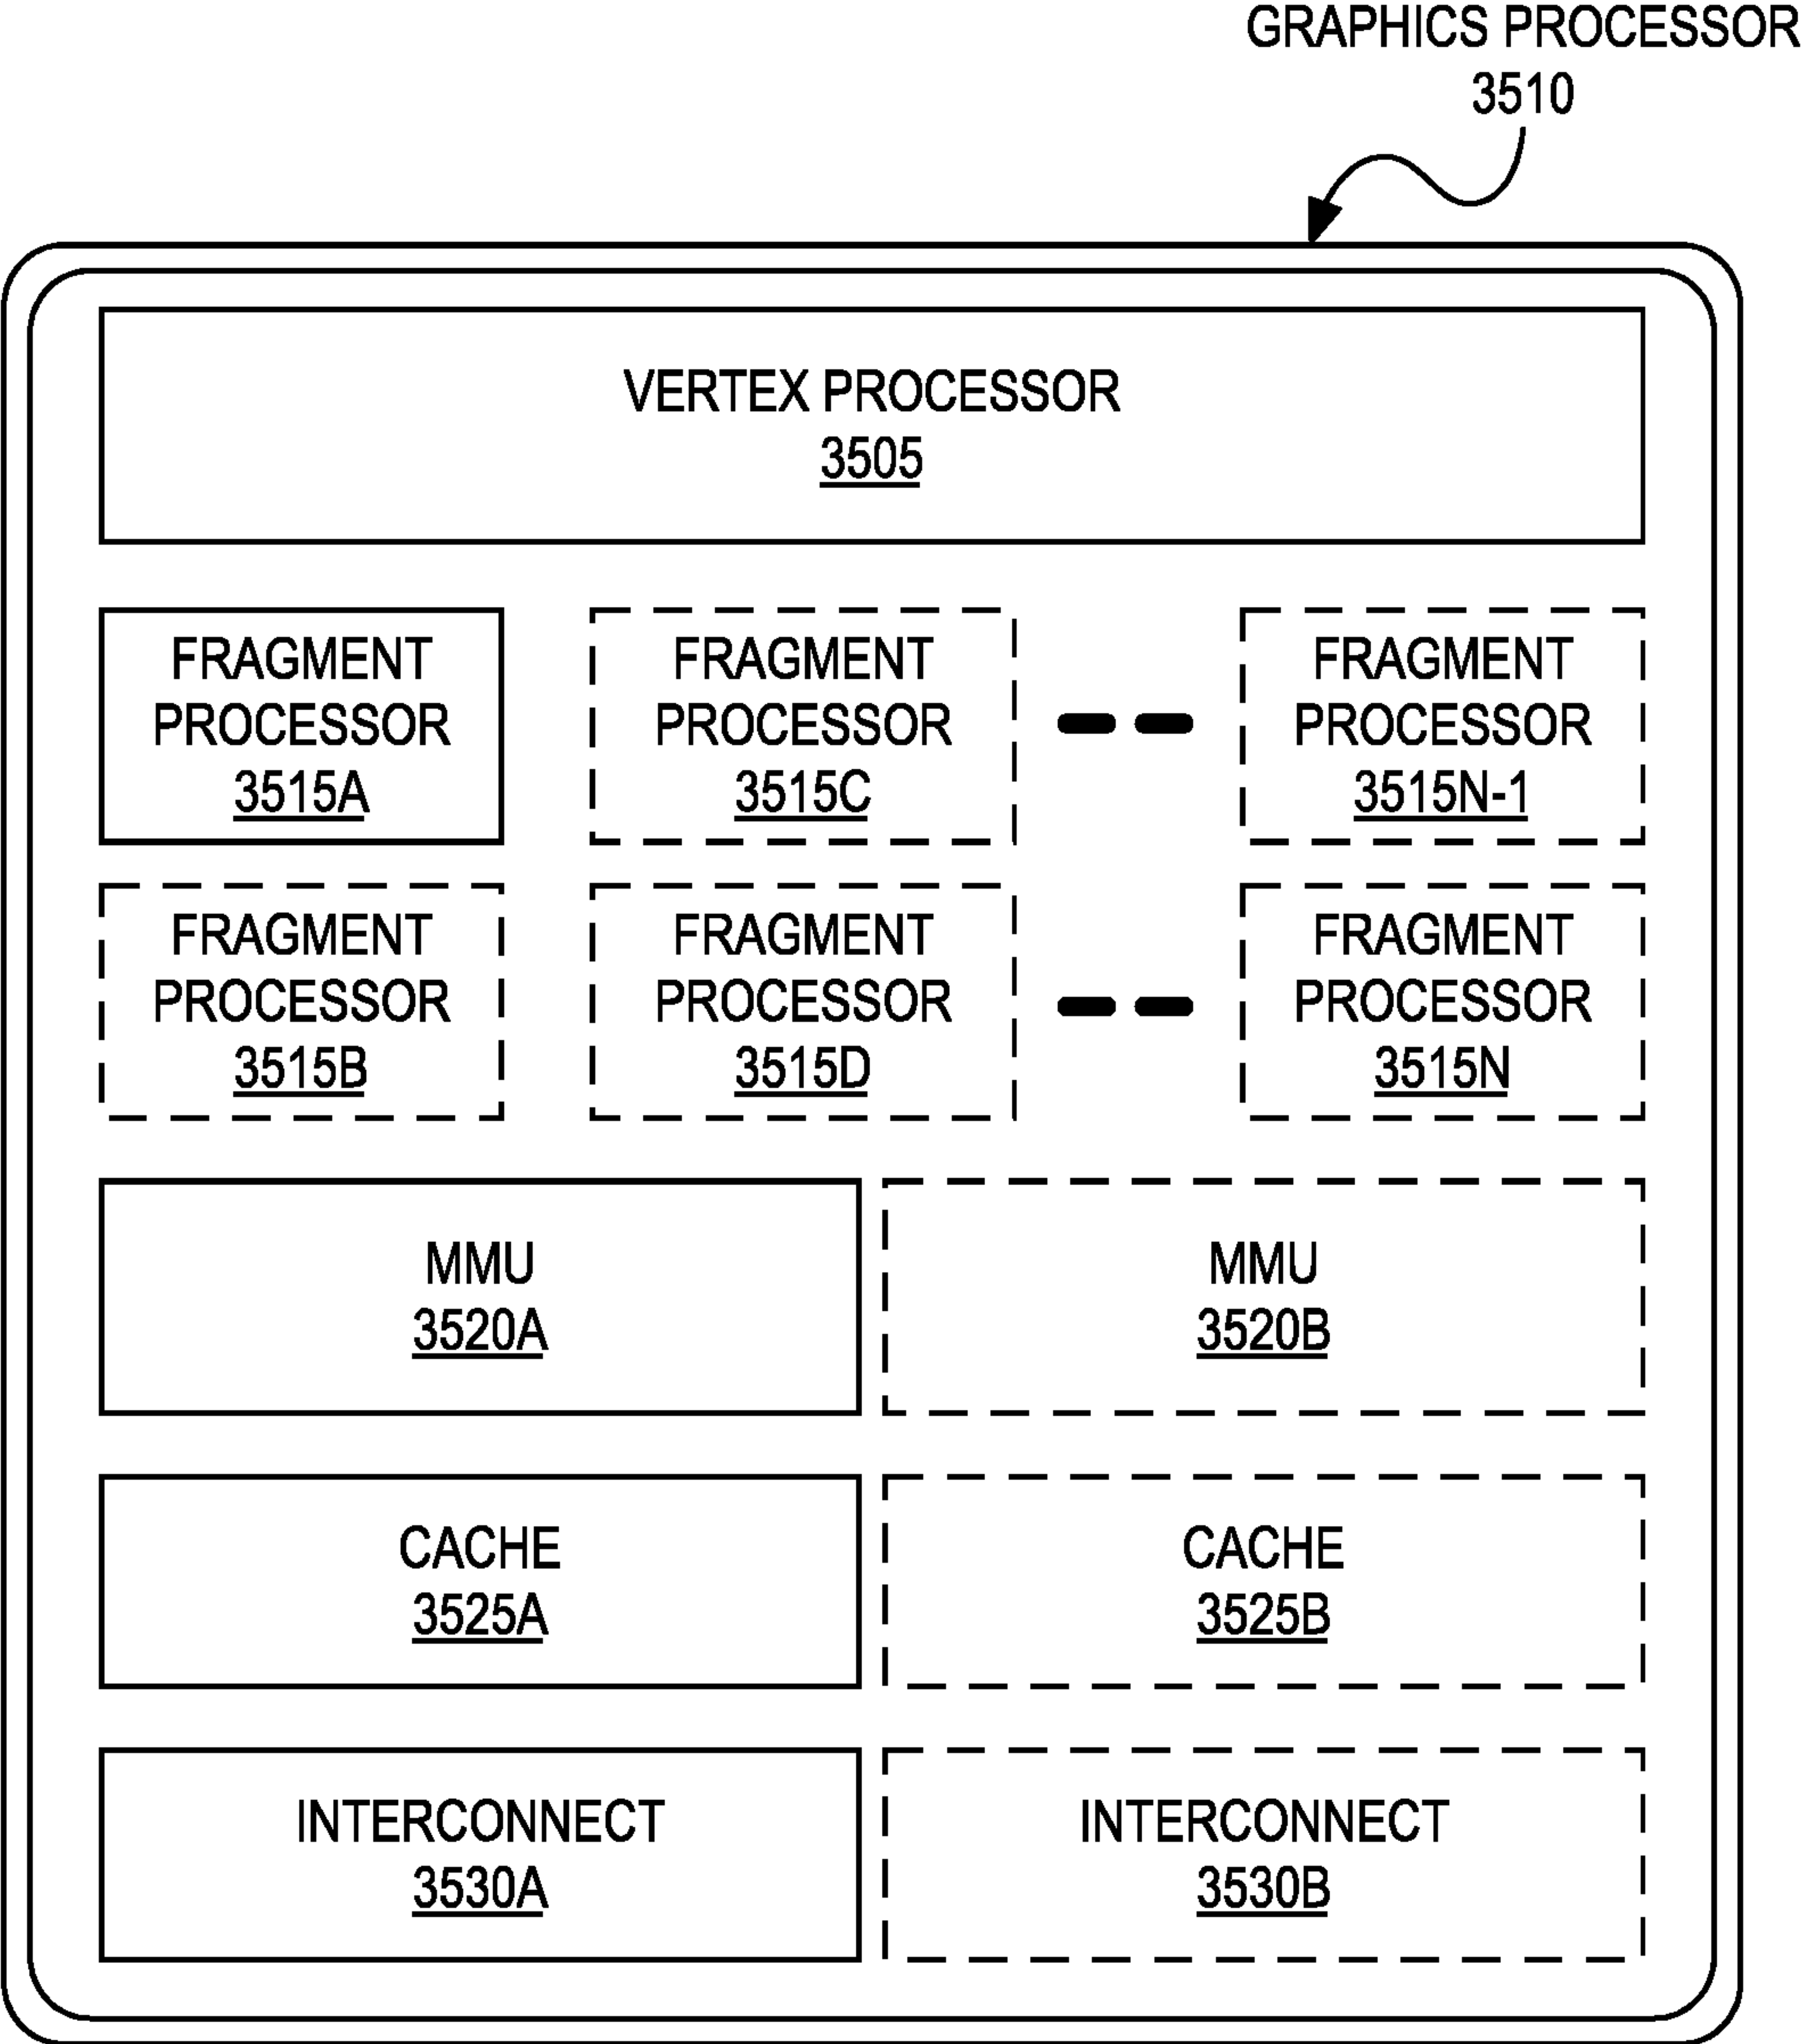 GRAPHICS PROCESSOR
3510
VERTEX PROCESSOR
3505
FRAGMENT
PROCESSOR
3515A
FRAGMENT
PROCESSOR
3515C
FRAGMENT
PROCESSOR
3515N-1
FRAGMENT
PROCESSOR
3515B
FRAGMENT
PROCESSOR
3515D
FRAGMENT
PROCESSOR
3515N
MMU
3520A
MMU
3520B
CACHE
3525A
CACHE
3525B
INTERCONNECT
3530A
INTERCONNECT
3530B